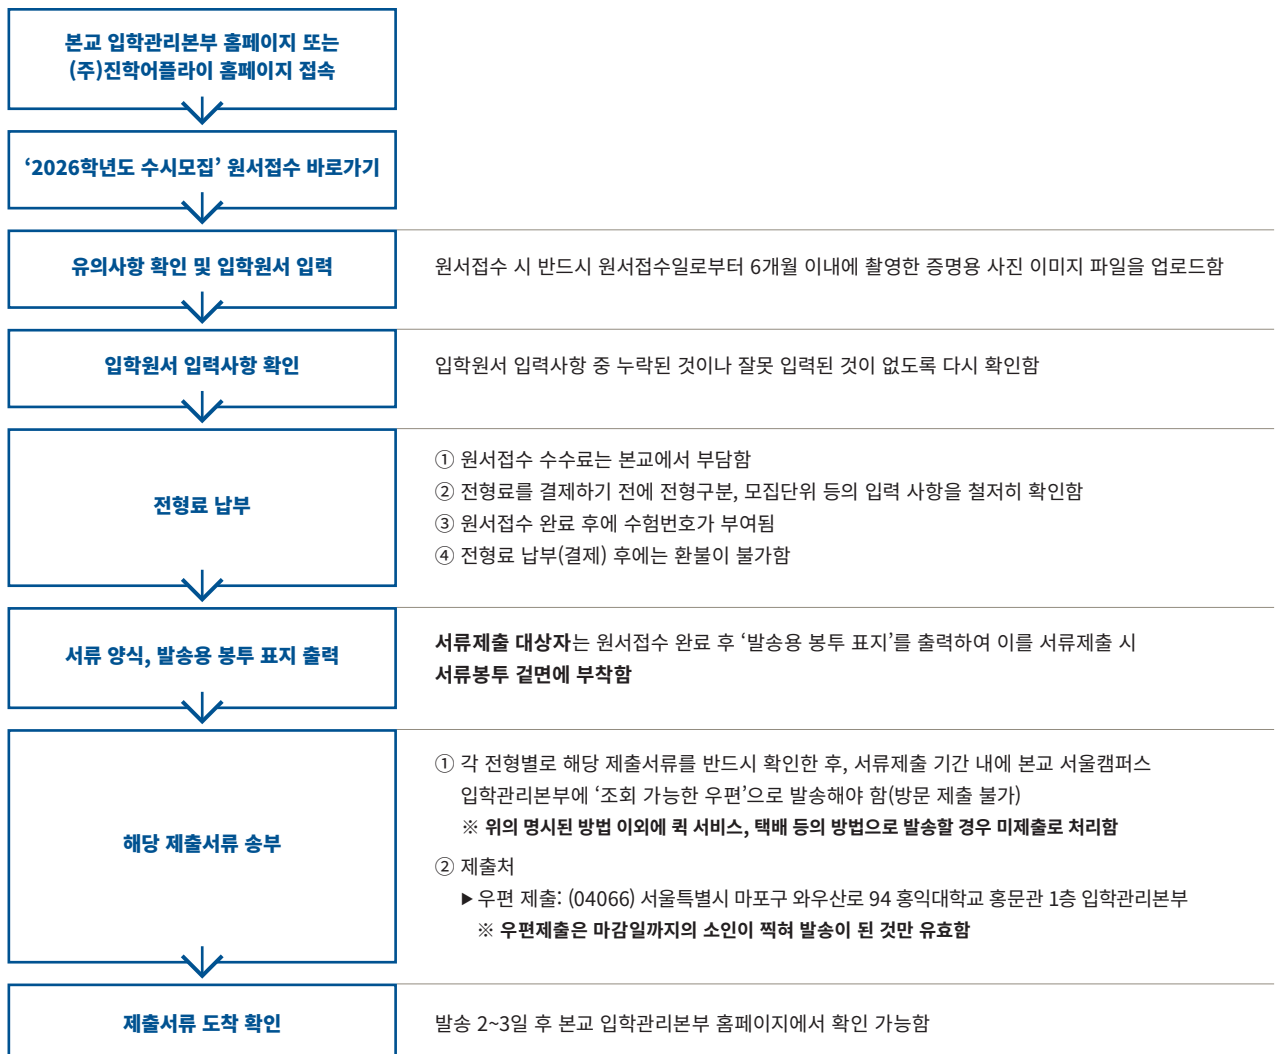 본교 입학관리본부 홈페이지 또는
(주)진학어플라이 홈페이지 접속
‘2026학년도 수시모집’ 원서접수 바로가기
유의사항 확인 및 입학원서 입력
원서접수 시 반드시 원서접수일로부터 6개월 이내에 촬영한 증명용 사진 이미지 파일을 업로드함
입학원서 입력사항 확인
입학원서 입력사항 중 누락된 것이나 잘못 입력된 것이 없도록 다시 확인함
전형료 납부
① 원서접수 수수료는 본교에서 부담함
② 전형료를 결제하기 전에 전형구분, 모집단위 등의 입력 사항을 철저히 확인함
③ 원서접수 완료 후에 수험번호가 부여됨
④ 전형료 납부(결제) 후에는 환불이 불가함
서류 양식, 발송용 봉투 표지 출력
서류제출 대상자는 원서접수 완료 후 ‘발송용 봉투 표지’를 출력하여 이를 서류제출 시
서류봉투 겉면에 부착함
해당 제출서류 송부
① 각 전형별로 해당 제출서류를 반드시 확인한 후, 서류제출 기간 내에 본교 서울캠퍼스
입학관리본부에 ‘조회 가능한 우편’으로 발송해야 함(방문 제출 불가)
※ 위의 명시된 방법 이외에 퀵 서비스, 택배 등의 방법으로 발송할 경우 미제출로 처리함
② 제출처
▶우편 제출: (04066) 서울특별시 마포구 와우산로 94 홍익대학교 홍문관 1층 입학관리본부
※ 우편제출은 마감일까지의 소인이 찍혀 발송이 된 것만 유효함
제출서류 도착 확인
발송 2~3일 후 본교 입학관리본부 홈페이지에서 확인 가능함